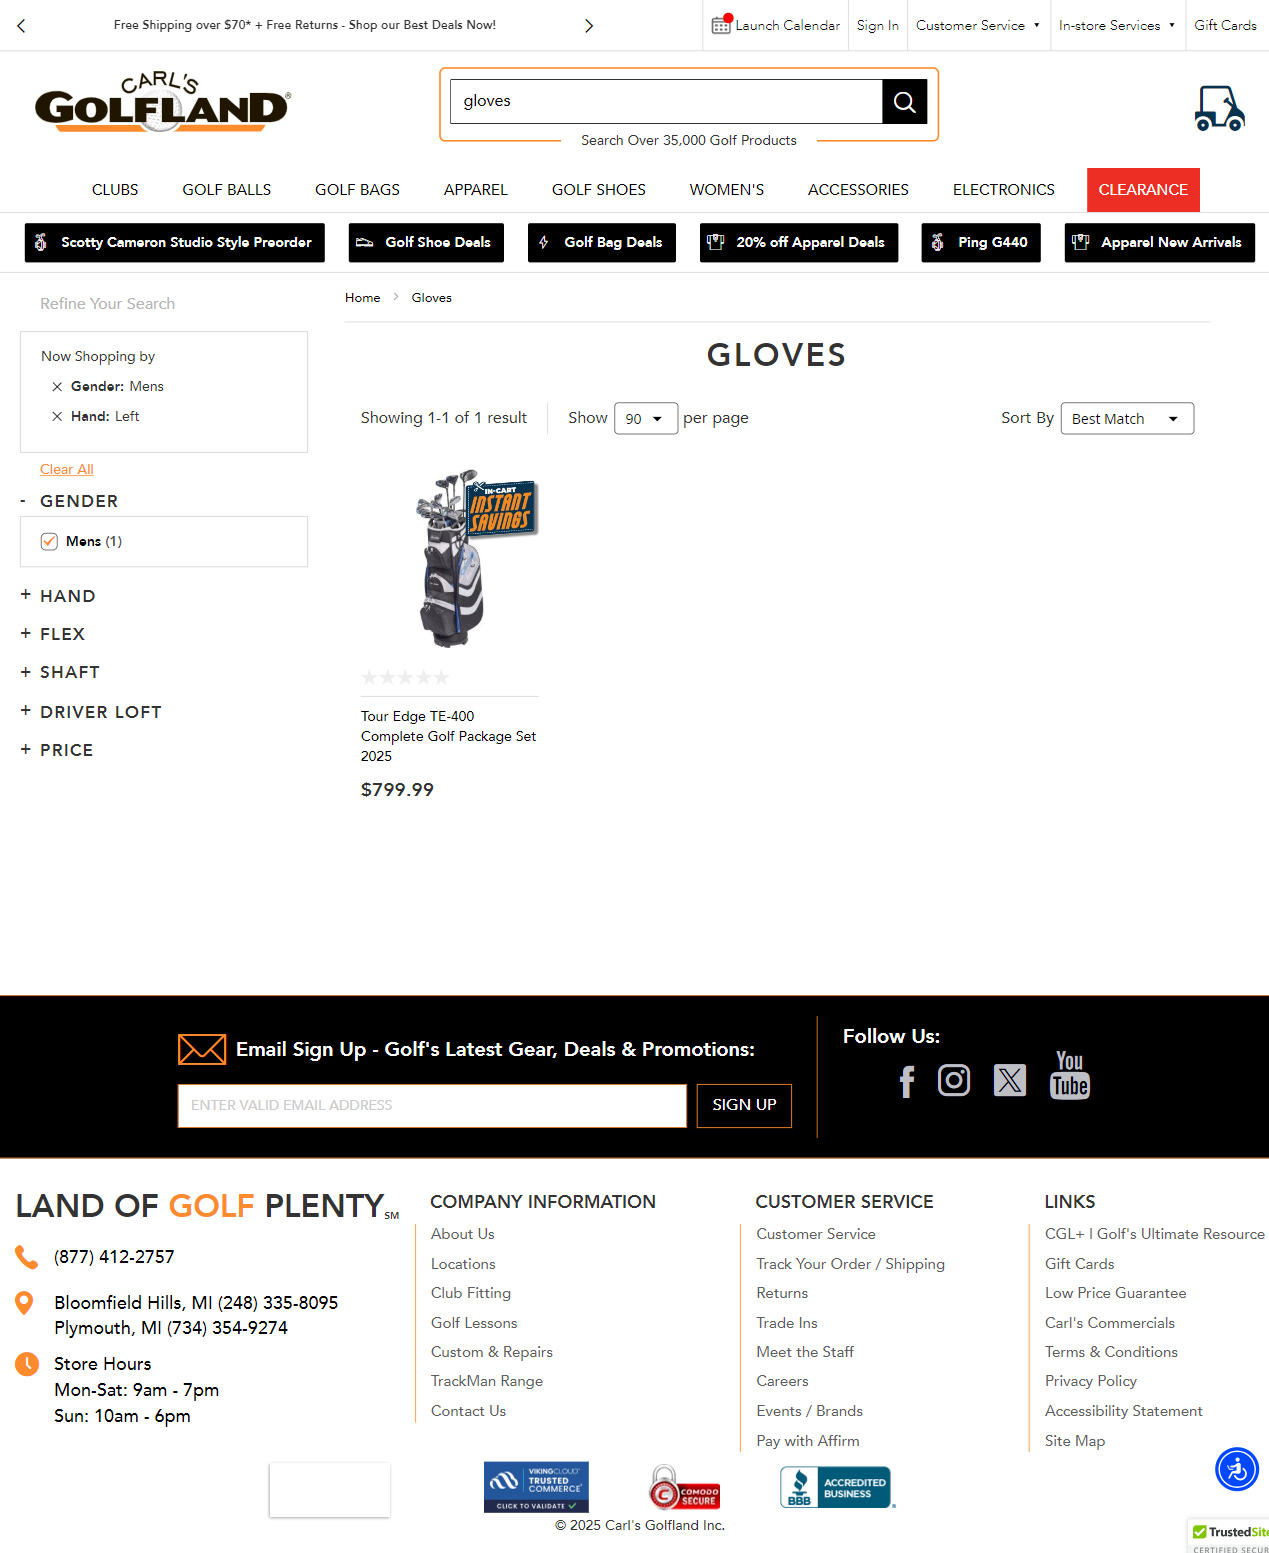 Free Shipping over $70* + Free Returns - Shop our Best Deals Now!
Launch Calendar
Sign In
Customer Service
In-store Services
Gift Cards
CARL'S
GOLFLAND®
gloves
Search Over 35,000 Golf Products
CLUBS
GOLF BALLS
GOLF BAGS
APPAREL
GOLF SHOES
WOMEN'S
ACCESSORIES
ELECTRONICS
CLEARANCE
Scotty Cameron Studio Style Preorder
Golf Shoe Deals
Golf Bag Deals
20% off Apparel Deals
Ping G440
Apparel New Arrivals
Refine Your Search
Now Shopping by
Gender: Mens
Hand: Left
Clear All
- GENDER
Mens (1)
+ HAND
+ FLEX
+ SHAFT
+ DRIVER LOFT
+ PRICE
Home > Gloves
GLOVES
Showing 1-1 of 1 result
Show 90 per page
Sort By Best Match
IN-CART
INSTANT
SAVINGS
Tour Edge TE-400
Complete Golf Package Set
2025
$799.99
Email Sign Up - Golf's Latest Gear, Deals & Promotions:
ENTER VALID EMAIL ADDRESS
SIGN UP
Follow Us:
You
Tube
LAND OF GOLF PLENTY SM
(877) 412-2757
Bloomfield Hills, MI (248) 335-8095
Plymouth, MI (734) 354-9274
Store Hours
Mon-Sat: 9am - 7pm
Sun: 10am - 6pm
COMPANY INFORMATION
About Us
Locations
Club Fitting
Golf Lessons
Custom & Repairs
TrackMan Range
Contact Us
CUSTOMER SERVICE
Customer Service
Track Your Order / Shipping
Returns
Trade Ins
Meet the Staff
Careers
Events / Brands
Pay with Affirm
LINKS
CGL+ I Golf's Ultimate Resource
Gift Cards
Low Price Guarantee
Carl's Commercials
Terms & Conditions
Privacy Policy
Accessibility Statement
Site Map
VIKINGCLOUD
TRUSTED
COMMERCE
CLICK TO VALIDATE
COMODO
SECURE
BBB
ACCREDITED
BUSINESS
© 2025 Carl's Golfland Inc.
TrustedSite
CERTIFIED SECUR